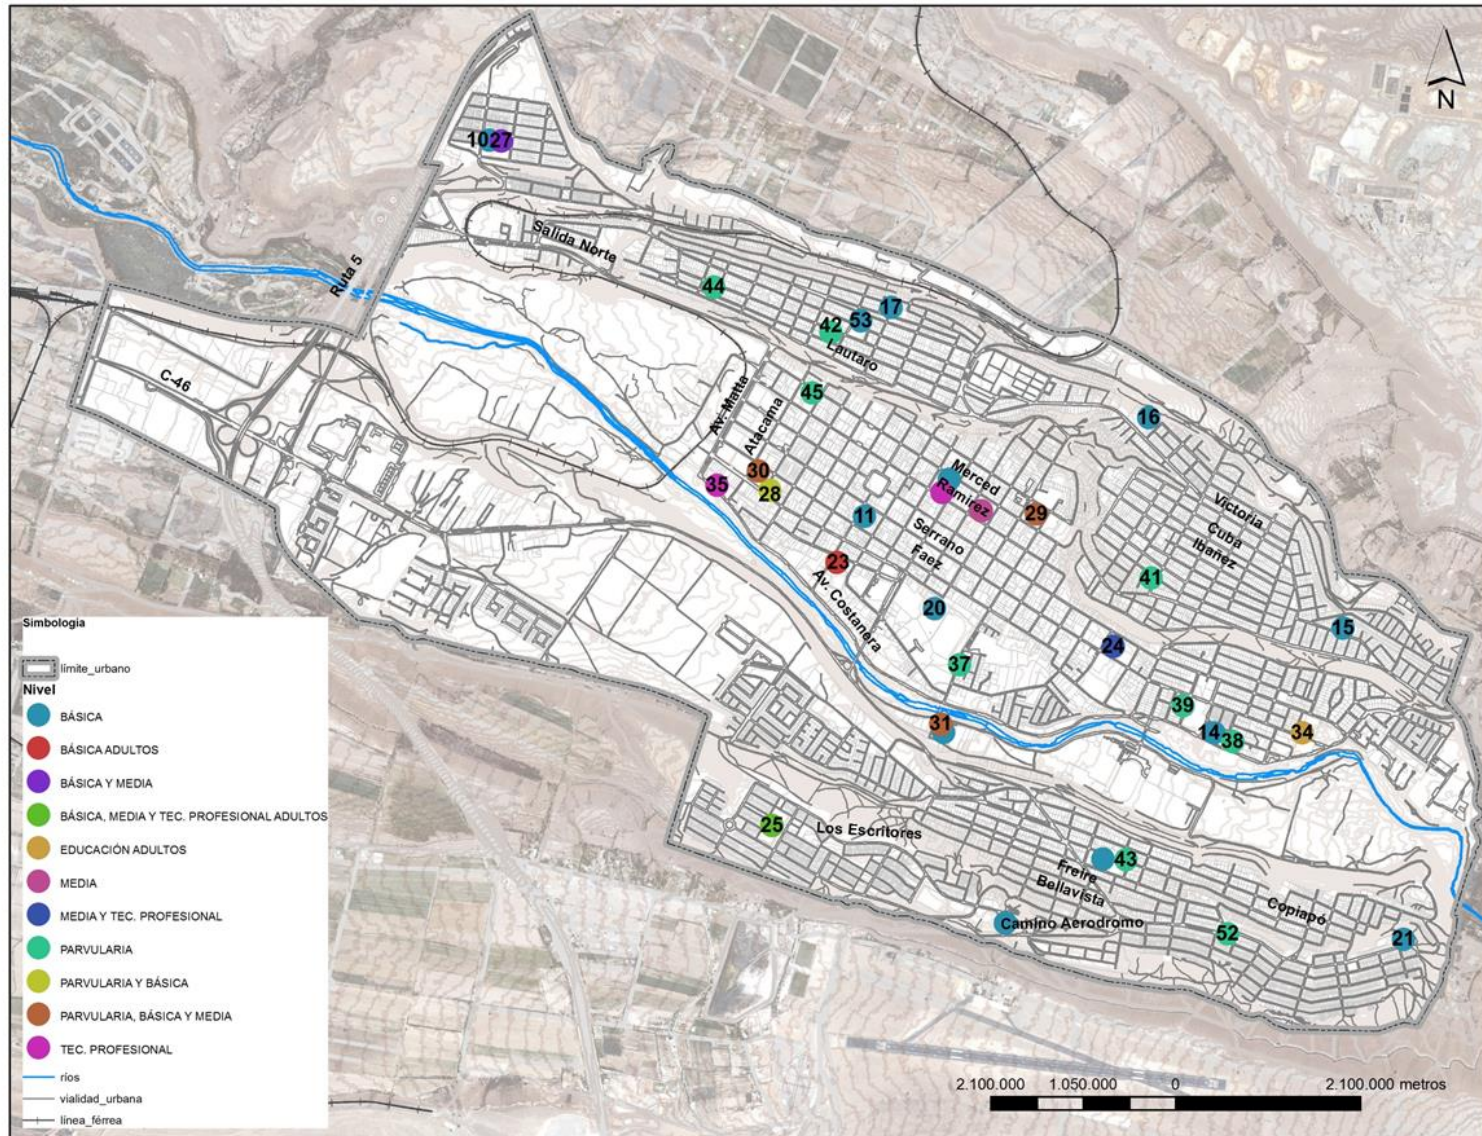 N
1027
Salida Norte
Ruta 5
44
17
53
42
Lautaro
C-46
Av. Matta
Atacama
45
16
30
35
28
Merced
Ramirez
29
11
Serrano
Faez
Victoria
Cuba
Ibañez
23
Av. Costanera
41
20
15
24
37
39
31
14
38
34
25
Los Escritores
43
Freire
Bellavista
Copiapó
Camino Aerodromo
52
21
Simbología
límite_urbano
Nivel
BÁSICA
BÁSICA ADULTOS
BÁSICA Y MEDIA
BÁSICA, MEDIA Y TEC. PROFESIONAL ADULTOS
EDUCACIÓN ADULTOS
MEDIA
MEDIA Y TEC. PROFESIONAL
PARVULARIA
PARVULARIA Y BÁSICA
PARVULARIA, BÁSICA Y MEDIA
TEC. PROFESIONAL
ríos
vialidad_urbana
línea_férrea
2.100.000 1.050.000 0 2.100.000 metros